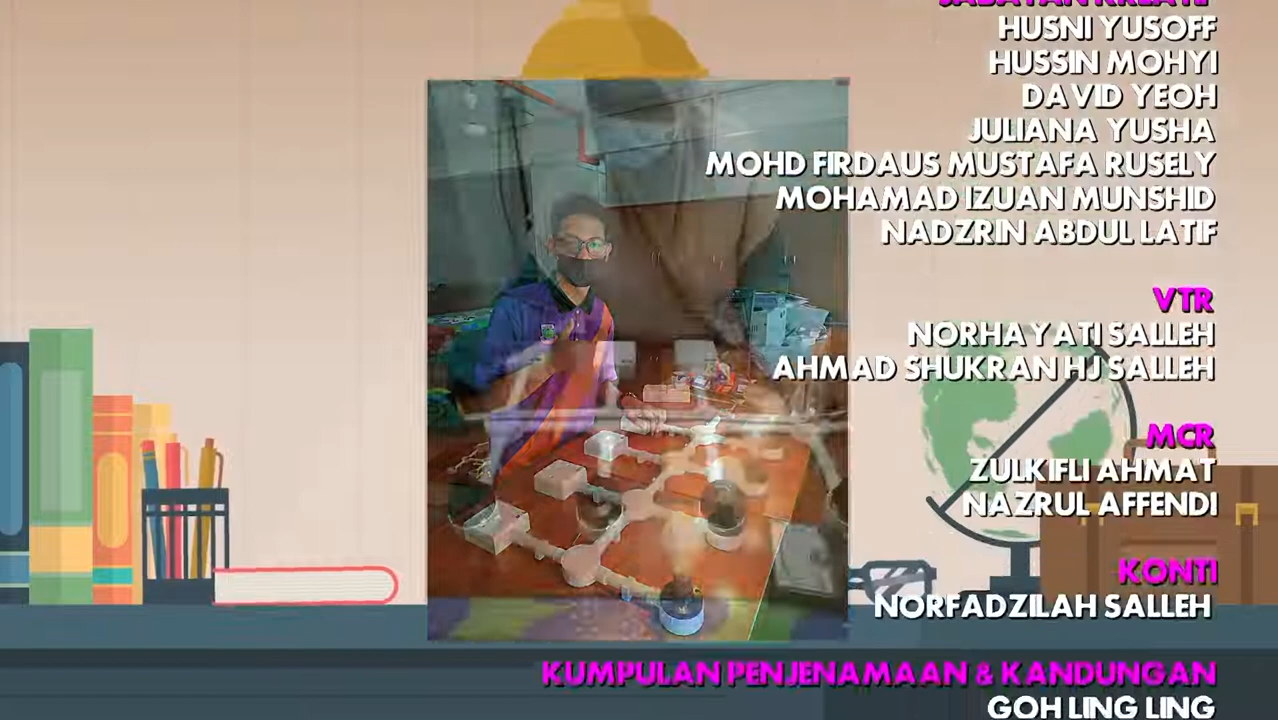 JABATAN KREATIF
HUSNI YUSOFF
HUSSIN MOHYI
DAVID YEOH
JULIANA YUSHA
MOHD FIRDAUS MUSTAFA RUSELY
MOHAMAD IZUAN MUNSHID
NADZRIN ABDUL LATIF
VTR
NORHAYATI SALLEH
AHMAD SHUKRAN HJ SALLEH
MCR
ZULKIFLI AHMAT
NAZRUL AFFENDI
KONTI
NORFADZILAH SALLEH
KUMPULAN PENJENAMAAN & KANDUNGAN
GOH LING LING